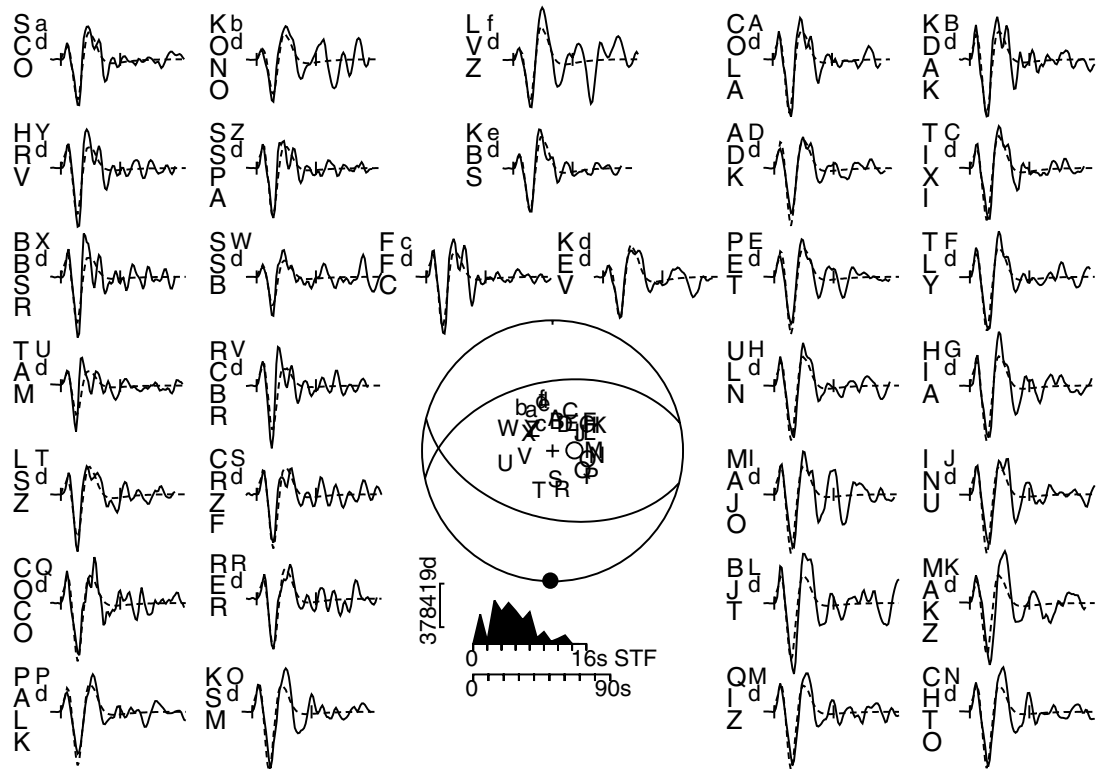 SCO a d
KONO b d
LVZ f d
COLA A d
KDAK B d
HRV Y d
SSPA Z d
KBS e d
ADK D d
TIXI C d
BBSR X d
SSB W d
FFC c d
KEV d d
PET E d
TLY F d
TAM U d
RCBR V d
ULN H d
HIA G d
b a e C
W X c K
U V + M N
T S R P
LSZ T d
CRZF S d
MAJO I d
INU J d
COCO Q d
RER R d
378419d
BJT L d
MAKZ K d
0 16s STF
0 90s
PALK P d
KSM O d
QIZ M d
CHTO N d